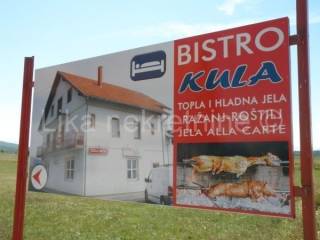 BISTRO
KULA
TOPLA I HLADNA JELA
RAŽANJ-ROŠTILJ
JELA ALLA CARTE
Lika nekretnine